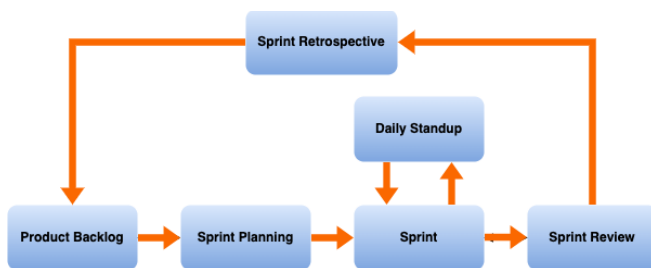 Sprint Retrospective
Daily Standup
Product Backlog
Sprint Planning
Sprint
Sprint Review